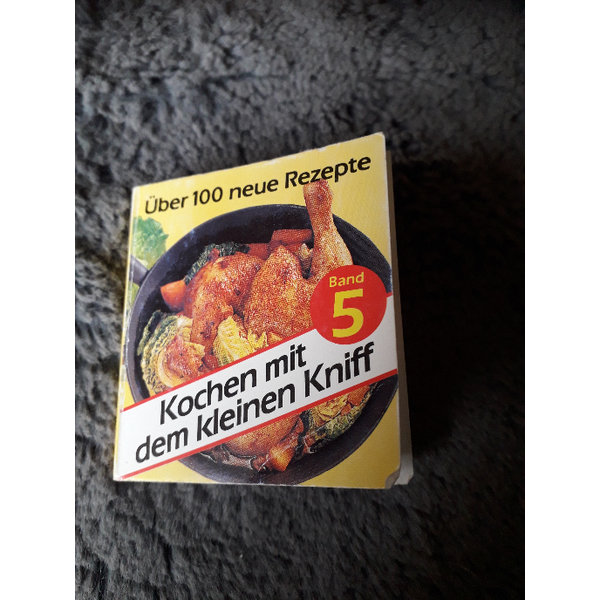 Über 100 neue Rezepte
Band
5
Kochen mit
dem kleinen Kniff